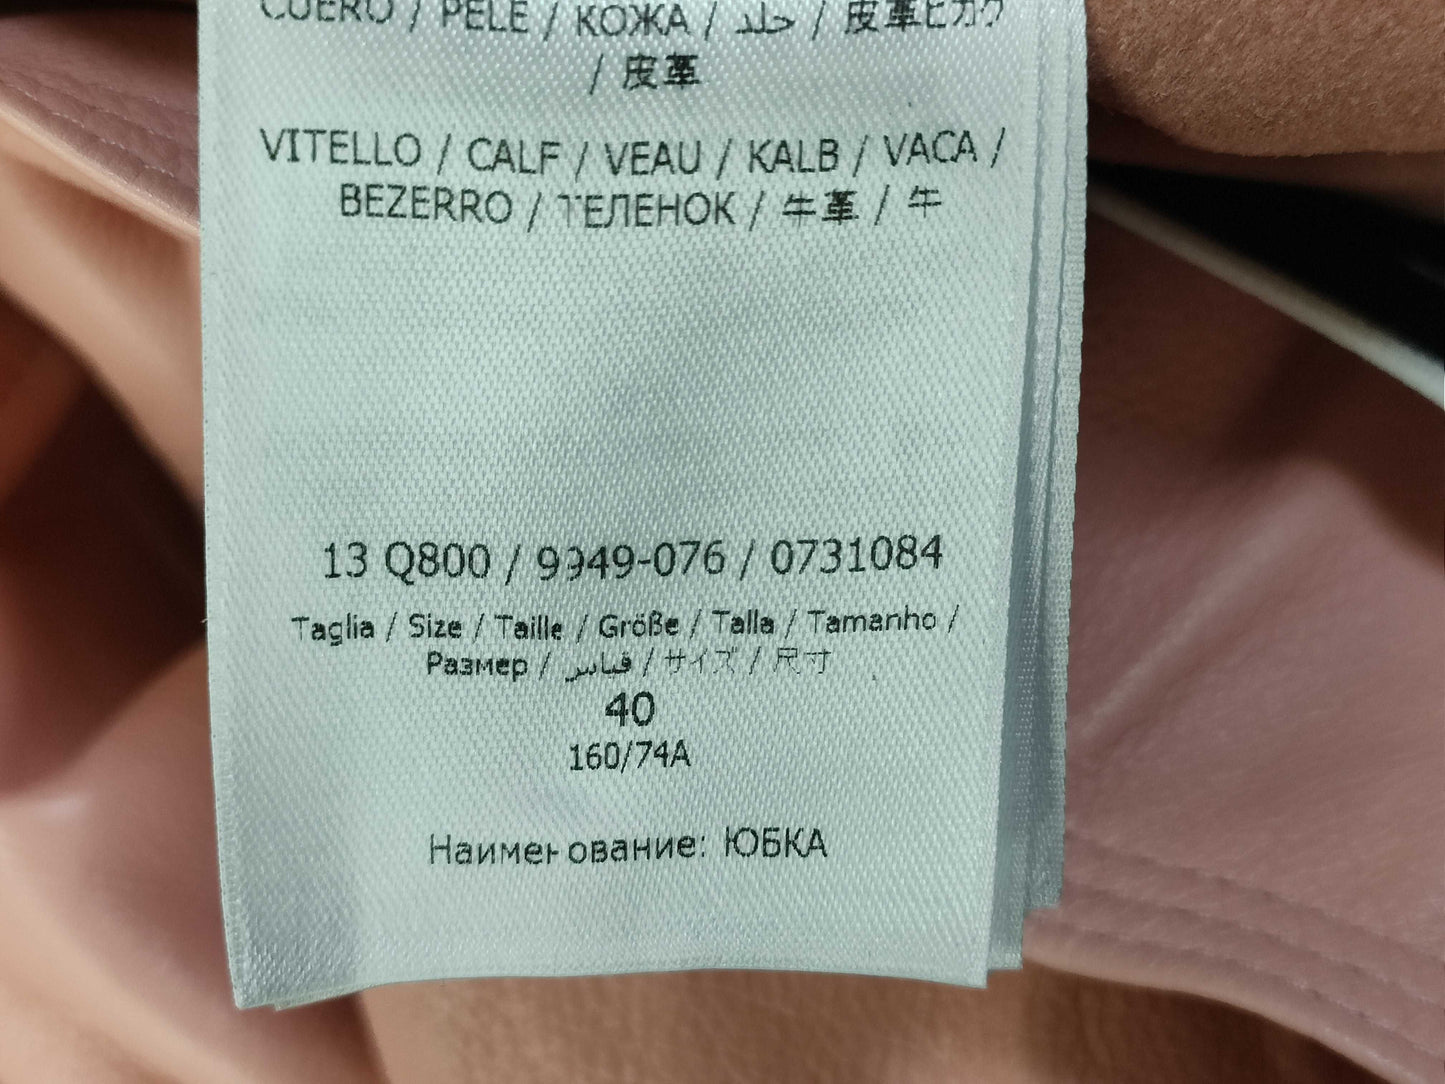 CUERO / PELE / КОЖА / جلد / 皮革ヒカク
/ 皮革
VITELLO / CALF / VEAU / KALB / VACA /
BEZERRO / ТЕЛЕНОК / 牛革 / 牛
13 Q800 / 9949-076 / 0731084
Taglia / Size / Taille / Größe / Talla / Tamanho /
Размер / قياس / サイズ / 尺寸
40
160/74A
Наименование: ЮБКА